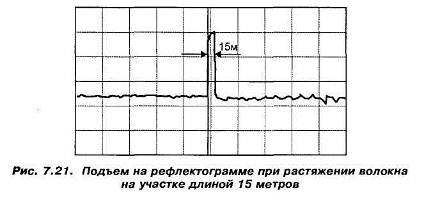 15м
Рис. 7.21. Подъем на рефлектограмме при растяжении волокна
на участке длиной 15 метров